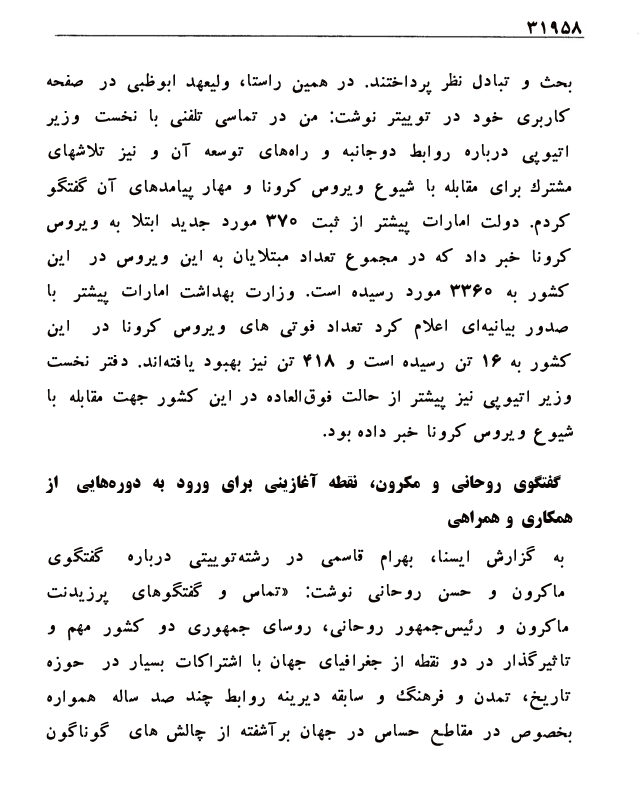 ۳۱۹۵۸
بحث و تبادل نظر پرداختند. در همین راستا، ولیعهد ابوظبی در صفحه
کاربری خود در توییتر نوشت: من در تماسی تلفنی با نخست وزیر
اتیوپی درباره روابط دوجانبه و راه‌های توسعه آن و نیز تلاشهای
مشترك برای مقابله با شیوع ویروس کرونا و مهار پیامدهای آن گفتگو
کردم. دولت امارات پیشتر از ثبت ۳۷۰ مورد جدید ابتلا به ویروس
کرونا خبر داد که در مجموع تعداد مبتلایان به این ویروس در این
کشور به ۳۳۶۰ مورد رسیده است. وزارت بهداشت امارات پیشتر با
صدور بیانیه‌ای اعلام کرد تعداد فوتی های ویروس کرونا در این
کشور به ۱۶ تن رسیده است و ۴۱۸ تن نیز بهبود یافته‌اند. دفتر نخست
وزیر اتیوپی نیز پیشتر از حالت فوق‌العاده در این کشور جهت مقابله با
شیوع ویروس کرونا خبر داده بود.
گفتگوی روحانی و مکرون، نقطه آغازینی برای ورود به دوره‌هایی از
همکاری و همراهی
به گزارش ایسنا، بهرام قاسمی در رشته‌توییتی درباره گفتگوی
ماکرون و حسن روحانی نوشت: «تماس و گفتگوهای پرزیدنت
ماکرون و رئیس‌جمهور روحانی، روسای جمهوری دو کشور مهم و
تاثیرگذار در دو نقطه از جغرافیای جهان با اشتراکات بسیار در حوزه
تاریخ، تمدن و فرهنگ و سابقه دیرینه روابط چند صد ساله همواره
بخصوص در مقاطع حساس در جهان برآشفته از چالش های گوناگون